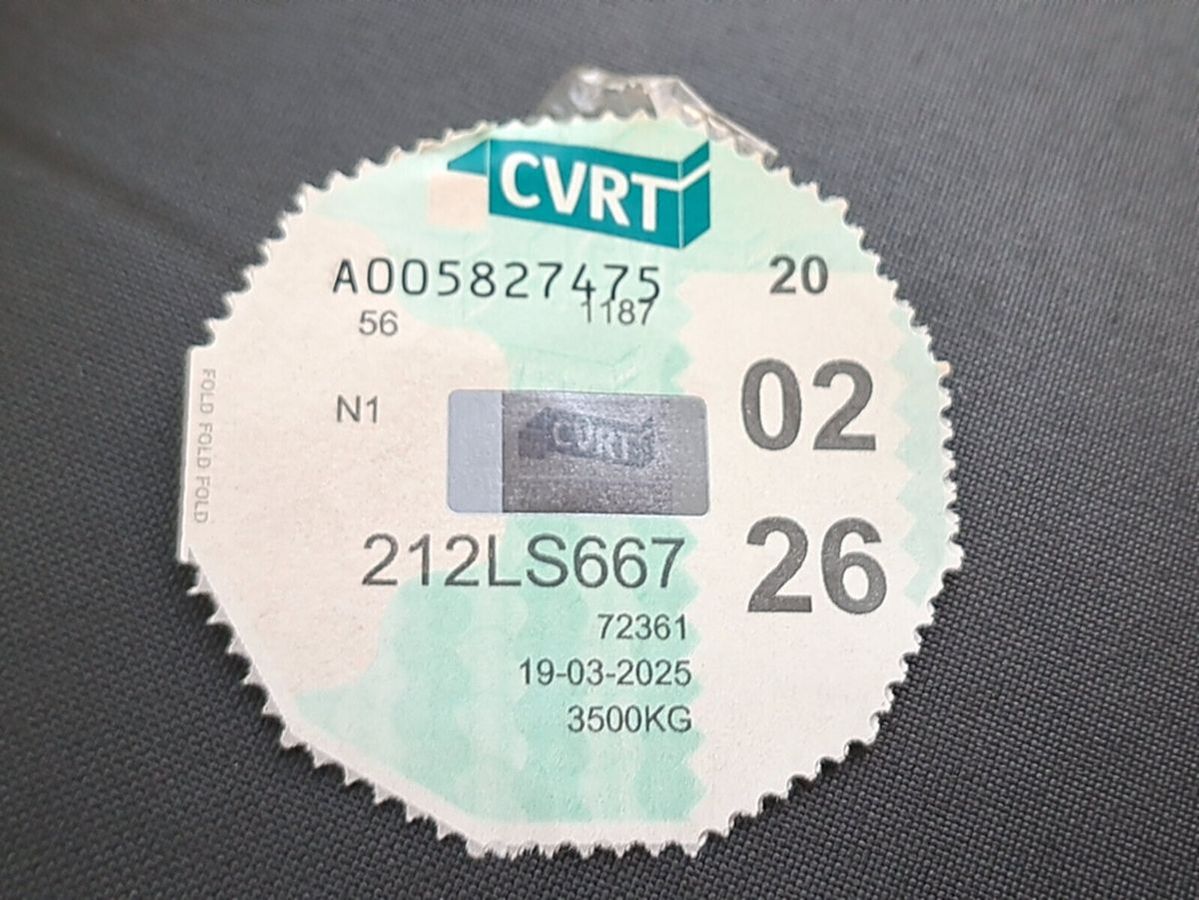 CVRT
A005827475
20
1187
56
02
N1
CVRT
FOLD FOLD FOLD
26
212LS667
72361
19-03-2025
3500KG